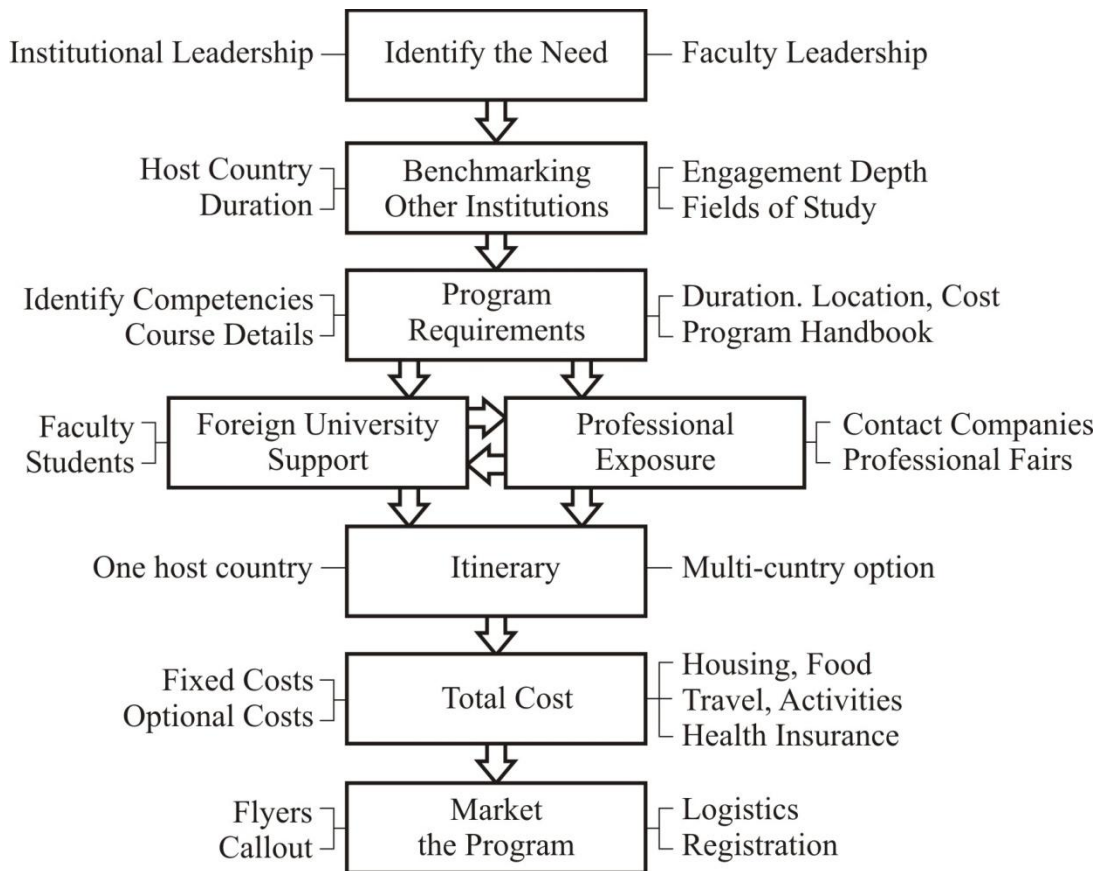 Institutional Leadership
Identify the Need
Faculty Leadership
Host Country
Duration
Benchmarking
Other Institutions
Engagement Depth
Fields of Study
Identify Competencies
Course Details
Program
Requirements
Duration. Location, Cost
Program Handbook
Faculty
Students
Foreign University
Support
Professional
Exposure
Contact Companies
Professional Fairs
One host country
Itinerary
Multi-cuntry option
Fixed Costs
Optional Costs
Total Cost
Housing, Food
Travel, Activities
Health Insurance
Flyers
Callout
Market
the Program
Logistics
Registration